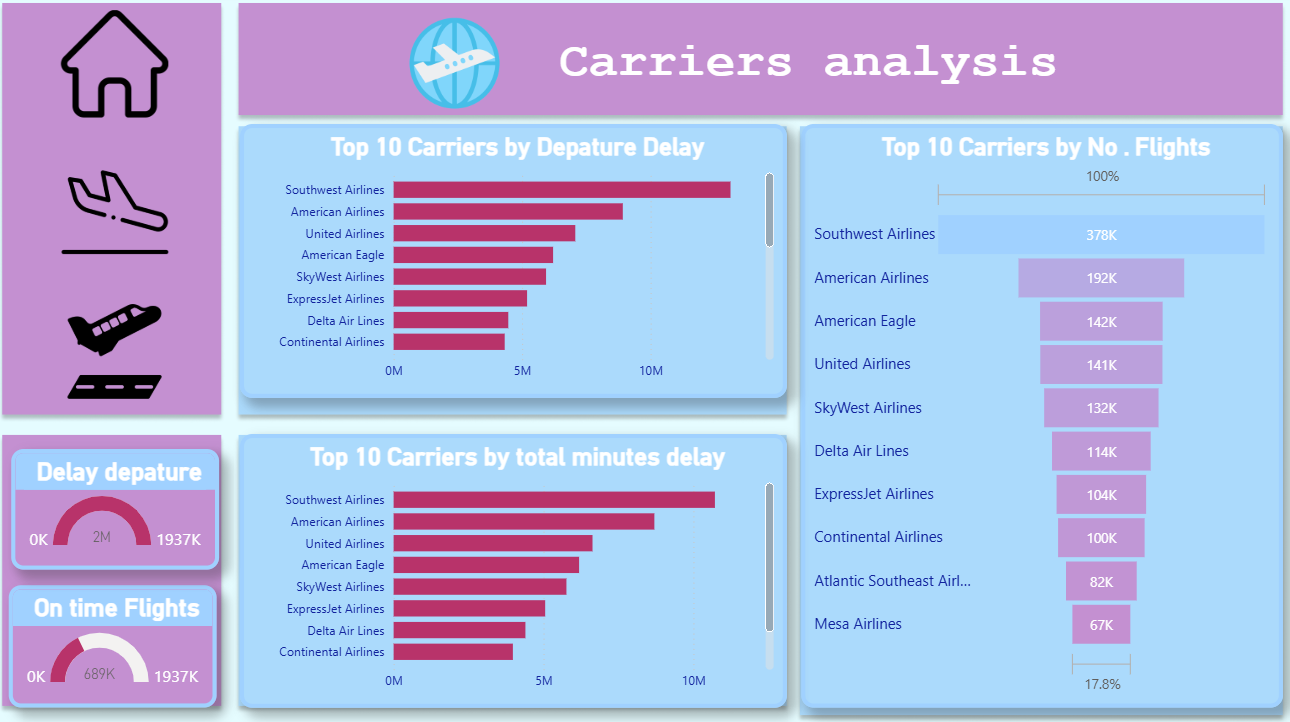 Carriers analysis
Top 10 Carriers by Depature Delay
Southwest Airlines
American Airlines
United Airlines
American Eagle
SkyWest Airlines
ExpressJet Airlines
Delta Air Lines
Continental Airlines
0M 5M 10M
Top 10 Carriers by No . Flights
100%
Southwest Airlines 378K
American Airlines 192K
American Eagle 142K
United Airlines 141K
SkyWest Airlines 132K
Delta Air Lines 114K
ExpressJet Airlines 104K
Continental Airlines 100K
Atlantic Southeast Airl... 82K
Mesa Airlines 67K
17.8%
Delay depature
0K 2M 1937K
On time Flights
0K 689K 1937K
Top 10 Carriers by total minutes delay
Southwest Airlines
American Airlines
United Airlines
American Eagle
SkyWest Airlines
ExpressJet Airlines
Delta Air Lines
Continental Airlines
0M 5M 10M